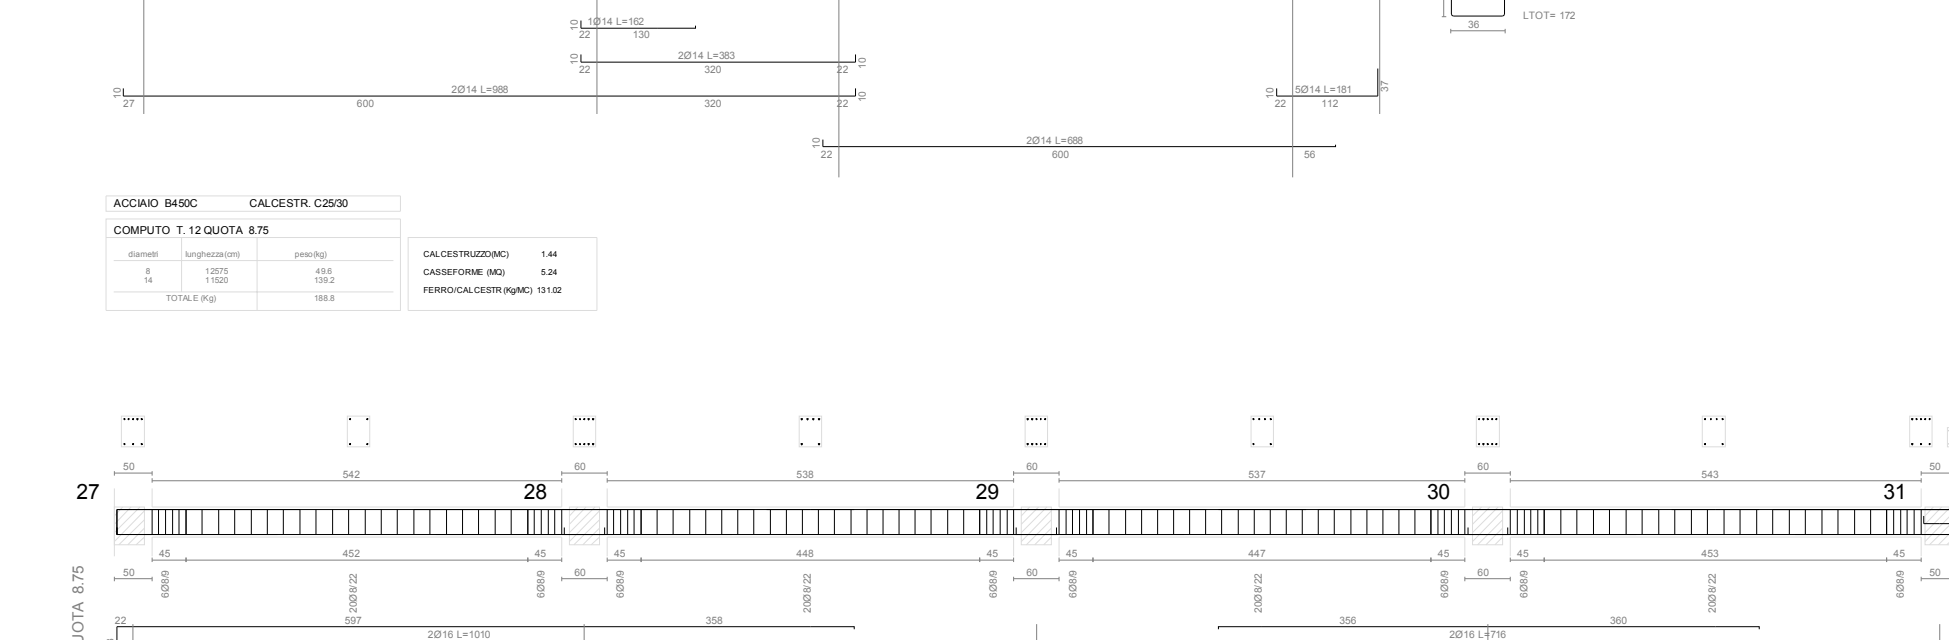 10 1Ø14 L=162
22 130
LTOT= 172
36
10 2Ø14 L=383 10
22 320 22
10 2Ø14 L=988 10
27 600 320 22
10 5Ø14 L=181 37
22 112
10 2Ø14 L=688
22 600 56
ACCIAIO B450C CALCESTR. C25/30
COMPUTO T. 12 QUOTA 8.75
diametri lunghezza(cm) peso(kg)
8 12575 49.6
14 11520 139.2
TOTALE (Kg) 188.8
CALCESTRUZZO(MC) 1.44
CASSEFORME (MQ) 5.24
FERRO/CALCESTR (Kg/MC) 131.02
50 60 60 60 50
542 538 537 543
27 28 29 30 31
45 452 45 45 448 45 45 447 45 45 453 45
50 60 60 60 50
6Ø8/9 20Ø8/22 6Ø8/9 6Ø8/9 20Ø8/22 6Ø8/9 6Ø8/9 20Ø8/22 6Ø8/9 6Ø8/9 20Ø8/22 6Ø8/9
UOTA 8.75
22 597 358 356 360
2Ø16 L=1010 2Ø16 L=716